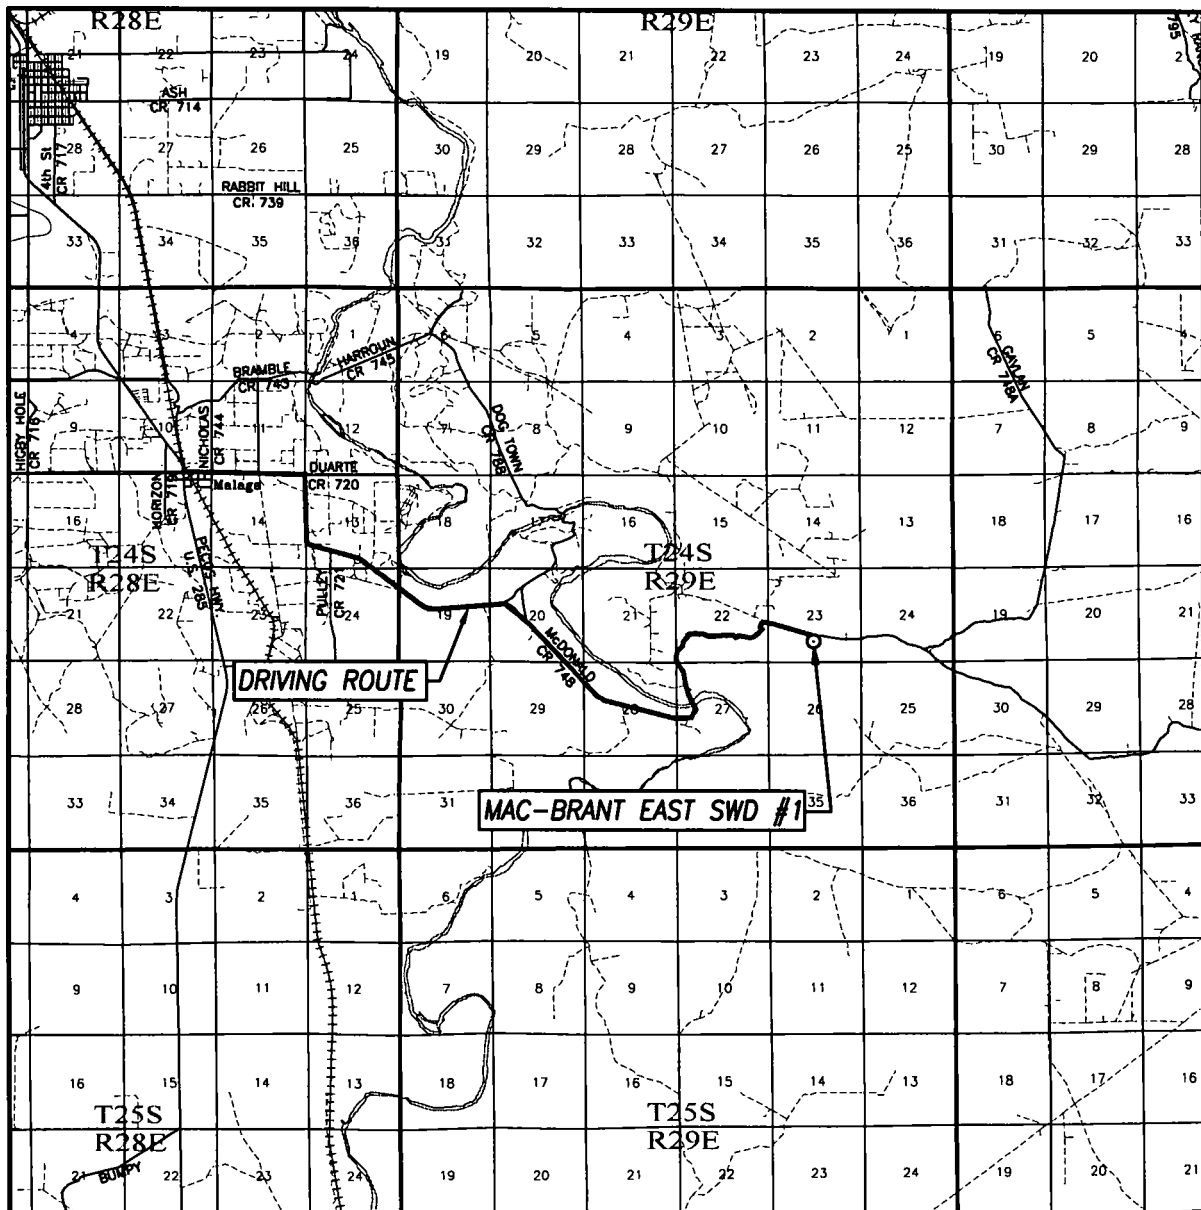 R28E
R29E
21 22 23 24 19 20 21 22 23 24 19 20 21
795
ASH
CR 714
4th St
CR 717
28 27 26 25 30 29 28 27 26 25 30 29 28
RABBIT HILL
CR 739
33 34 35 36 31 32 33 34 35 36 31 32 33
4 3 2 1 6 5 4 3 2 1 6 5 4
BRAMBLE
CR 743
HARROUN
CR 745
GAVLAN
CR 748A
HIGBY HOLE
CR 716
9 10 11 12 7 8 9 10 11 12 7 8 9
NICHOLAS
CR 744
DOG TOWN
CR 788
DUARTE
CR 720
Malaga
MORIZON
CR 719
16 14 13 18 17 16 15 14 13 18 17 16
T24S
R28E
T24S
R29E
PECOS HWY
U.S. 285
PULLEY
CR 721
21 22 23 24 19 20 21 22 23 24 19 20 21
McDONALD
CR 748
DRIVING ROUTE
28 27 26 25 30 29 28 27 26 25 30 29 28
33 34 35 36 31 35 36 31 32 33
MAC-BRANT EAST SWD #1
4 3 2 1 6 5 4 3 2 1 6 5 4
9 10 11 12 7 8 9 10 11 12 7 8 9
16 15 14 13 18 17 16 15 14 13 18 17 16
T25S
R28E
T25S
R29E
21 22 23 24 19 20 21 22 23 24 19 20 21
BUMPY